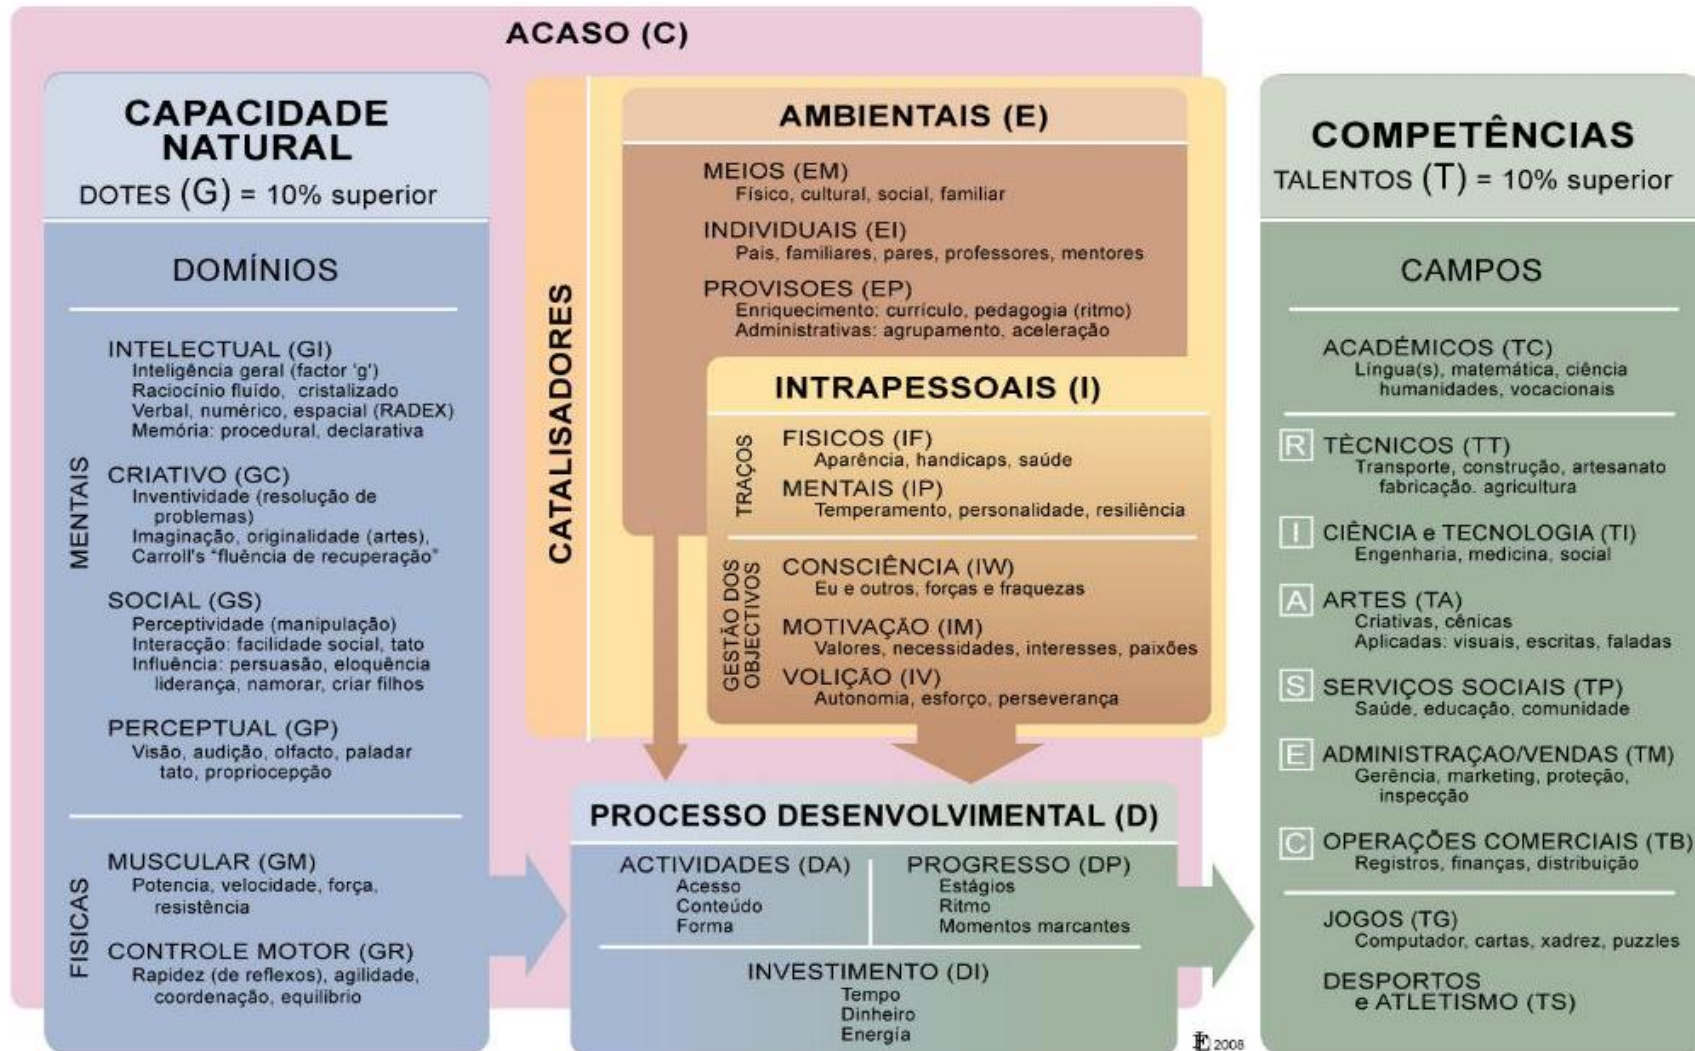 ACASO (C)
CAPACIDADE
NATURAL
DOTES (G) = 10% superior
DOMÍNIOS
MENTAIS
INTELECTUAL (GI)
Inteligência geral (factor 'g')
Raciocínio fluído, cristalizado
Verbal, numérico, espacial (RADEX)
Memória: procedural, declarativa
CRIATIVO (GC)
Inventividade (resolução de
problemas)
Imaginação, originalidade (artes),
Carroll's “fluência de recuperação”
SOCIAL (GS)
Perceptividade (manipulação)
Interacção: facilidade social, tato
Influência: persuasão, eloquência
liderança, namorar, criar filhos
PERCEPTUAL (GP)
Visão, audição, olfacto, paladar
tato, propriocepção
FISICAS
MUSCULAR (GM)
Potencia, velocidade, força,
resistência
CONTROLE MOTOR (GR)
Rapidez (de reflexos), agilidade,
coordenação, equilibrio
CATALISADORES
AMBIENTAIS (E)
MEIOS (EM)
Físico, cultural, social, familiar
INDIVIDUAIS (EI)
Pais, familiares, pares, professores, mentores
PROVISOES (EP)
Enriquecimento: currículo, pedagogia (ritmo)
Administrativas: agrupamento, aceleração
INTRAPESSOAIS (I)
TRAÇOS
FISICOS (IF)
Aparência, handicaps, saúde
MENTAIS (IP)
Temperamento, personalidade, resiliência
GESTÃO DOS
OBJECTIVOS
CONSCIÊNCIA (IW)
Eu e outros, forças e fraquezas
MOTIVAÇÃO (IM)
Valores, necessidades, interesses, paixões
VOLIÇÃO (IV)
Autonomia, esforço, perseverança
PROCESSO DESENVOLVIMENTAL (D)
ACTIVIDADES (DA)
Acesso
Conteúdo
Forma
PROGRESSO (DP)
Estágios
Ritmo
Momentos marcantes
INVESTIMENTO (DI)
Tempo
Dinheiro
Energía
2008
COMPETÊNCIAS
TALENTOS (T) = 10% superior
CAMPOS
ACADÉMICOS (TC)
Língua(s), matemática, ciência
humanidades, vocacionais
R TÈCNICOS (TT)
Transporte, construção, artesanato
fabricação. agricultura
I CIÊNCIA e TECNOLOGIA (TI)
Engenharia, medicina, social
A ARTES (TA)
Criativas, cênicas
Aplicadas: visuais, escritas, faladas
S SERVIÇOS SOCIAIS (TP)
Saúde, educação, comunidade
E ADMINISTRAÇAO/VENDAS (TM)
Gerência, marketing, proteção,
inspecção
C OPERAÇÕES COMERCIAIS (TB)
Registros, finanças, distribuição
JOGOS (TG)
Computador, cartas, xadrez, puzzles
DESPORTOS
e ATLETISMO (TS)